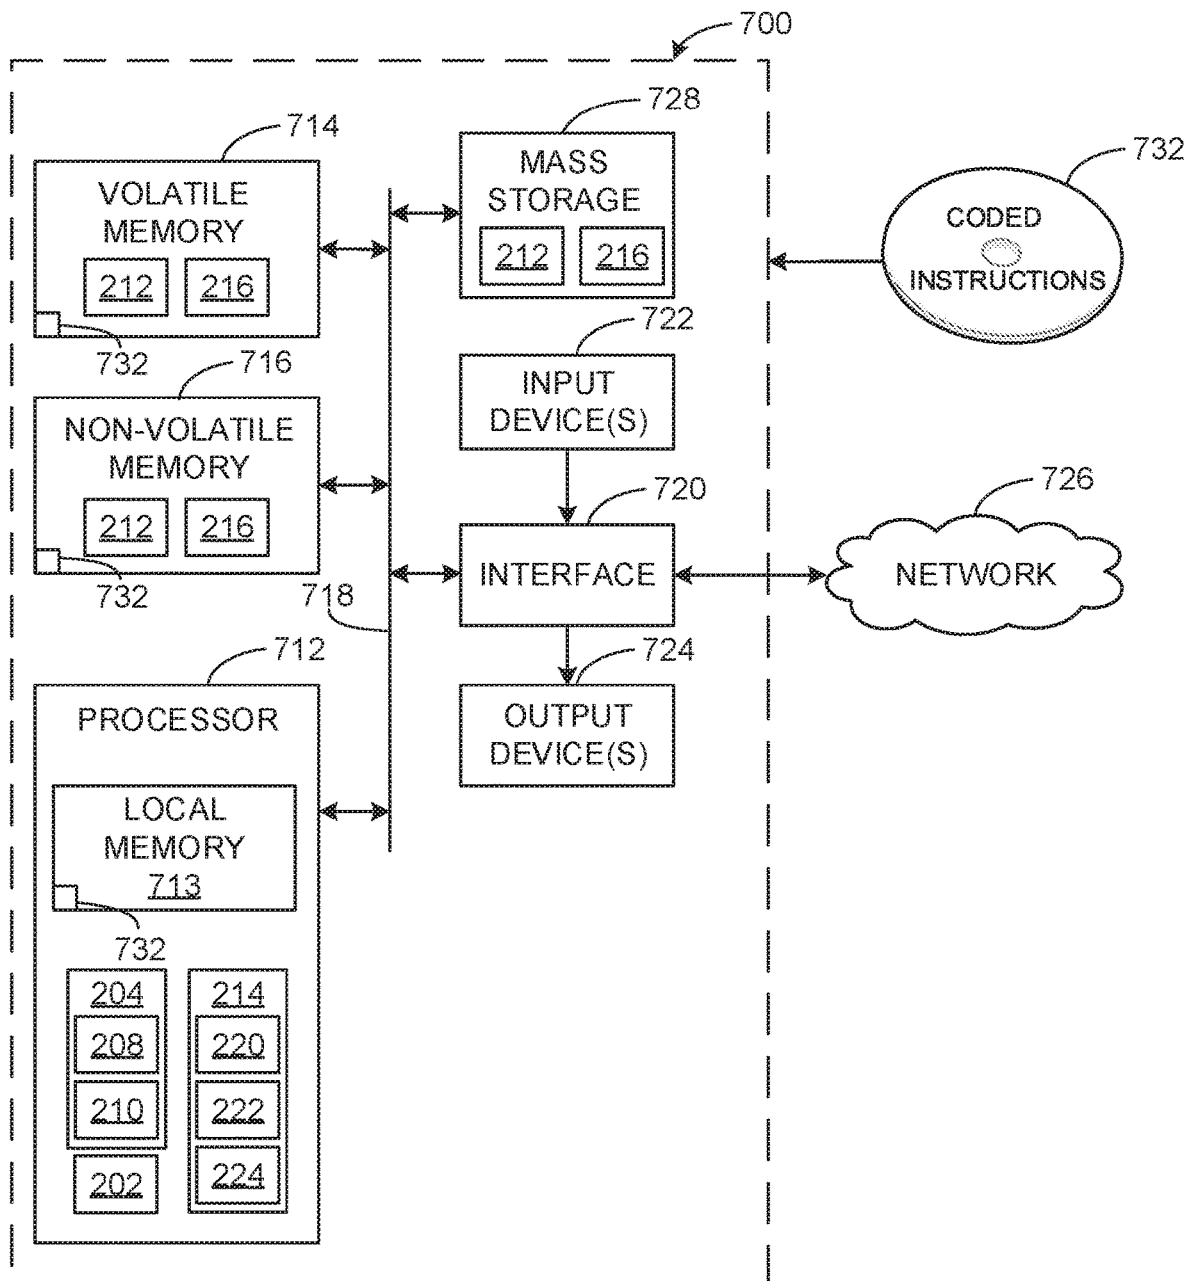 700
714
VOLATILE
MEMORY
212 216
732
716
NON-VOLATILE
MEMORY
212 216
732
718
712
PROCESSOR
LOCAL
MEMORY
713
732
204
208
210
202
214
220
222
224
728
MASS
STORAGE
212 216
722
INPUT
DEVICE(S)
720
INTERFACE
724
OUTPUT
DEVICE(S)
732
CODED
INSTRUCTIONS
726
NETWORK